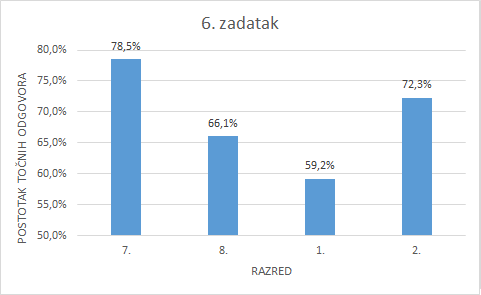 6. zadatak
80,0%
75,0%
70,0%
65,0%
60,0%
55,0%
50,0%
POSTOTAK TOČNIH ODGOVORA
78,5%
66,1%
59,2%
72,3%
7. 8. 1. 2.
RAZRED